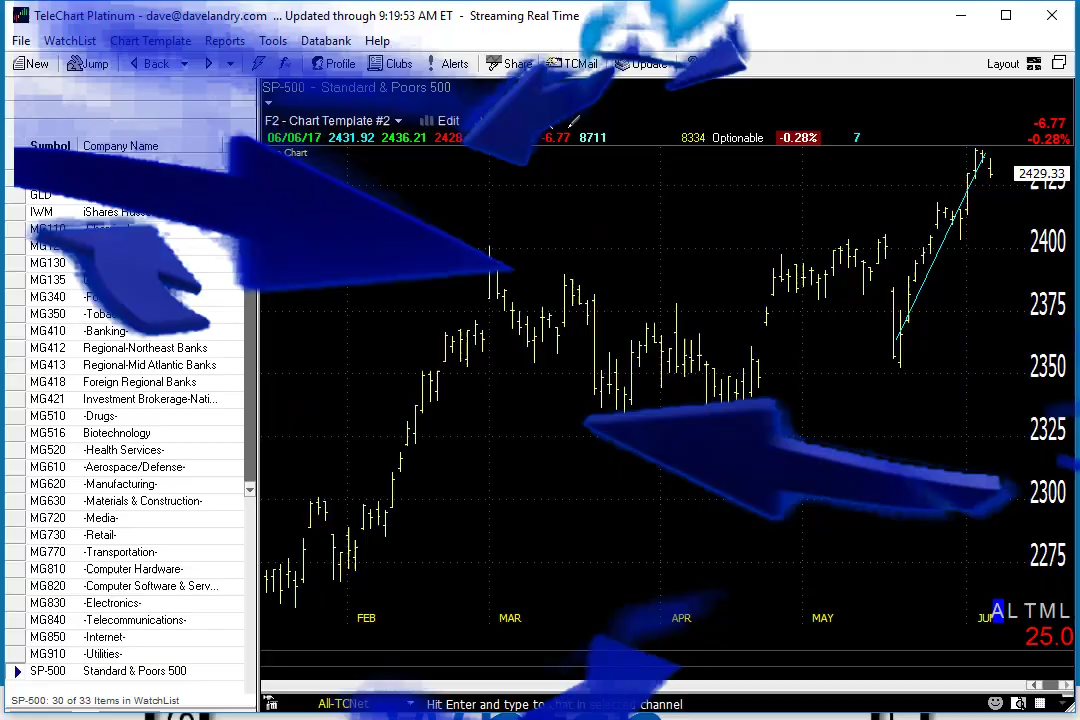 TeleChart Platinum - dave@davelandry.com ... Updated through 9:19:53 AM ET - Streaming Real Time
File WatchList Chart Template Reports Tools Databank Help
New Jump Back Profile Clubs Alerts Share TCMail Update Layout
SP-500 - Standard & Poors 500
F2 - Chart Template #2 Edit
06/06/17 2431.92 2436.21 2428 -6.77 8711 8334 Optionable -0.28% 7
-6.77
-0.28%
Chart
Symbol Company Name
GLD
IWM iShares
MG110
MG130
MG135
MG340
MG350
MG410 -Banking-
MG412 Regional-Northeast Banks
MG413 Regional-Mid Atlantic Banks
MG418 Foreign Regional Banks
MG421 Investment Brokerage-Nati...
MG510 -Drugs-
MG516 Biotechnology
MG520 -Health Services-
MG610 -Aerospace/Defense-
MG620 -Manufacturing-
MG630 -Materials & Construction-
MG720 -Media-
MG730 -Retail-
MG770 -Transportation-
MG810 -Computer Hardware-
MG820 -Computer Software & Serv...
MG830 -Electronics-
MG840 -Telecommunications-
MG850 -Internet-
MG910 -Utilities-
SP-500 Standard & Poors 500
SP-500: 30 of 33 Items in WatchList
2429.33
2425
2400
2375
2350
2325
2300
2275
FEB MAR APR MAY JUN
A L T M L
25.0
All-TCNet Hit Enter and type to chat in selected channel